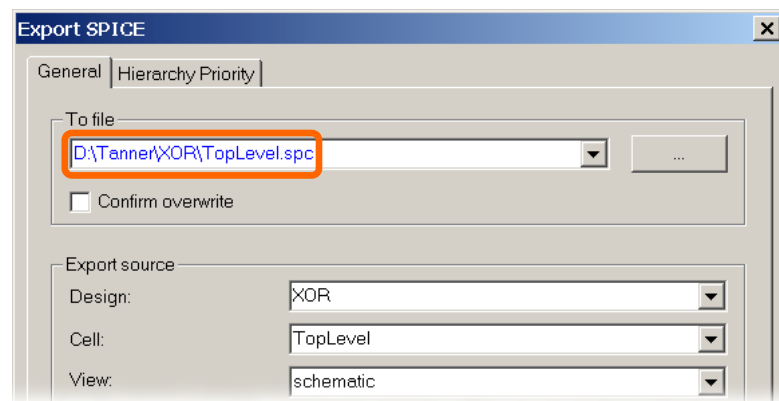 Export SPICE
General Hierarchy Priority
To file
D:\Tanner\XOR\TopLevel.spc ...
Confirm overwrite
Export source
Design: XOR
Cell: TopLevel
View: schematic